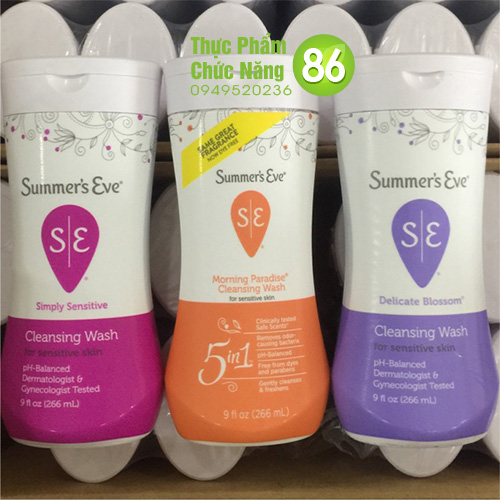 Thực Phẩm
Chức Năng
86
0949520236
Summer's Eve®
S|E
Simply Sensitive
Cleansing Wash
for sensitive skin
pH-Balanced
Dermatologist &
Gynecologist Tested
9 fl oz (266 mL)
SAME GREAT
FRAGRANCE
NOW DYE FREE
Summer's Eve®
S|E
Morning Paradise®
Cleansing Wash
for sensitive skin
5 in 1
Clinically tested
Safe Scents®
Removes odor-
causing bacteria
pH-Balanced
Free from dyes
and parabens
Gently cleanses
& freshens
9 fl oz (266 mL)
Summer's Eve®
S|E
Delicate Blossom®
Cleansing Wash
for sensitive skin
pH-Balanced
Dermatologist &
Gynecologist Tested
9 fl oz (266 mL)